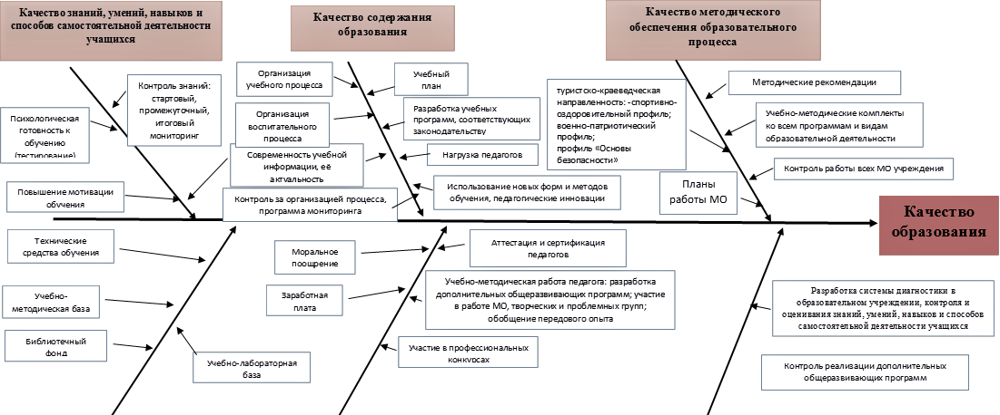 Качество знаний, умений, навыков и
способов самостоятельной деятельности
учащихся
Качество содержания
образования
Качество методического
обеспечения образовательного
процесса
Контроль знаний:
стартовый,
промежуточный,
итоговый
мониторинг
Психологическая
готовность к
обучению
(тестирование)
Повышение мотивации
обучения
Организация
учебного процесса
Учебный
план
Организация
воспитательного
процесса
Разработка учебных
программ, соответствующих
законодательству
Современность учебной
информации, её
актуальность
Нагрузка педагогов
Контроль за организацией процесса,
программа мониторинга
Использование новых форм и методов
обучения, педагогические инновации
туристско-краеведческая
направленность: -спортивно-
оздоровительный профиль;
военно-патриотический
профиль;
профиль «Основы
безопасности»
Методические рекомендации
Учебно-методические комплекты
ко всем программам и видам
образовательной деятельности
Контроль работы всех МО учреждения
Планы
работы МО
Качество
образования
Технические
средства обучения
Учебно-
методическая база
Библиотечный
фонд
Учебно-лабораторная
база
Моральное
поощрение
Заработная
плата
Аттестация и сертификация
педагогов
Учебно-методическая работа педагога: разработка
дополнительных общеразвивающих программ; участие
в работе МО, творческих и проблемных групп;
обобщение передового опыта
Участие в профессиональных
конкурсах
Разработка системы диагностики в
образовательном учреждении, контроля и
оценивания знаний, умений, навыков и способов
самостоятельной деятельности учащихся
Контроль реализации дополнительных
общеразвивающих программ